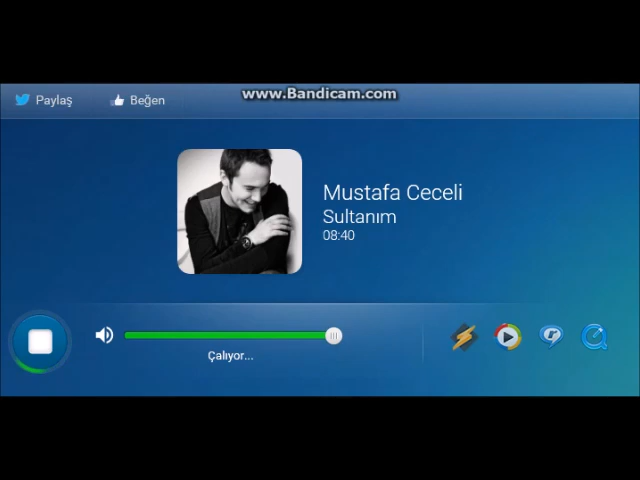 www.Bandicam.com
Paylaş
Beğen
Mustafa Ceceli
Sultanım
08:40
Çalıyor...